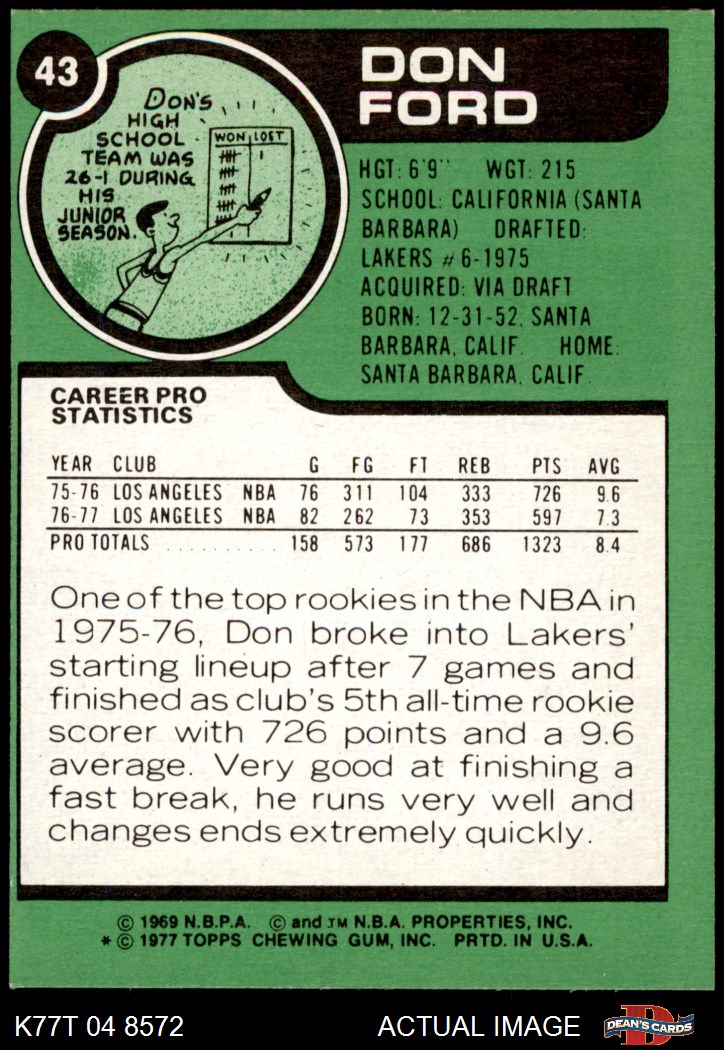 43
DON
FORD
DON'S
HIGH
SCHOOL
TEAM WAS
26-1 DURING
HIS
JUNIOR
SEASON.
WON LOST
HGT: 6'9" WGT: 215
SCHOOL: CALIFORNIA (SANTA
BARBARA) DRAFTED:
LAKERS #6-1975
ACQUIRED: VIA DRAFT
BORN: 12-31-52, SANTA
BARBARA, CALIF. HOME:
SANTA BARBARA, CALIF.
CAREER PRO
STATISTICS
YEAR CLUB G FG FT REB PTS AVG
75-76 LOS ANGELES NBA 76 311 104 333 726 9.6
76-77 LOS ANGELES NBA 82 262 73 353 597 7.3
PRO TOTALS . . . . . . . . . . 158 573 177 686 1323 8.4
One of the top rookies in the NBA in
1975-76, Don broke into Lakers'
starting lineup after 7 games and
finished as club's 5th all-time rookie
scorer with 726 points and a 9.6
average. Very good at finishing a
fast break, he runs very well and
changes ends extremely quickly.
© 1969 N.B.P.A. © and TM N.B.A. PROPERTIES, INC.
* © 1977 TOPPS CHEWING GUM, INC. PRTD. IN U.S.A.
K77T 04 8572 ACTUAL IMAGE
D
DEAN'S CARDS